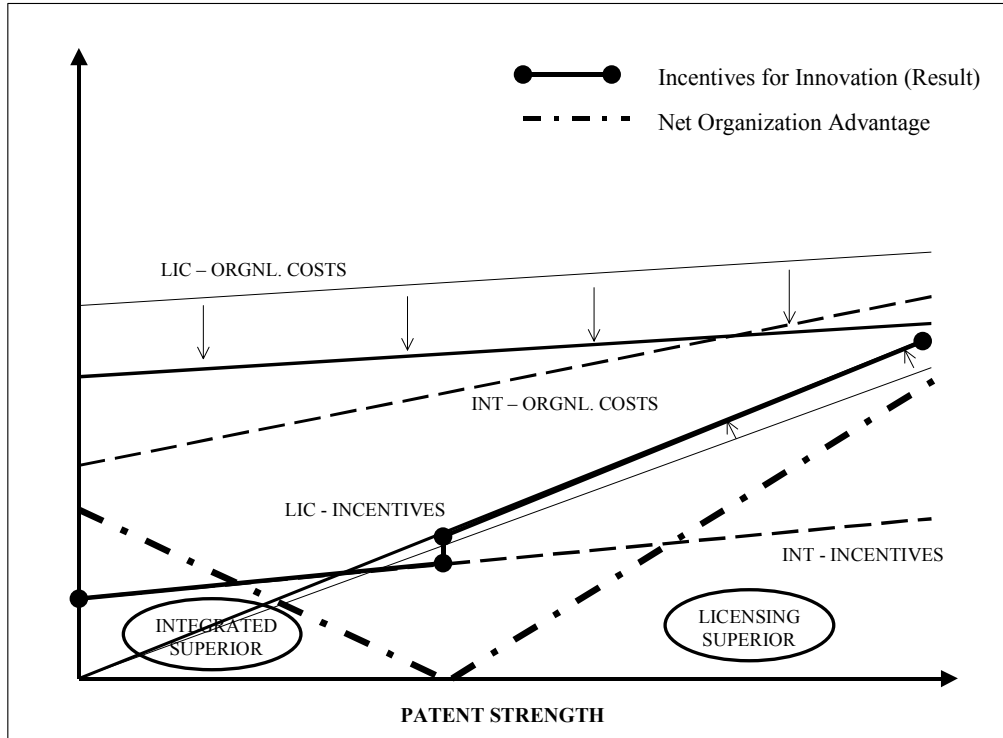 Incentives for Innovation (Result)
Net Organization Advantage
LIC – ORGNL. COSTS
INT – ORGNL. COSTS
LIC - INCENTIVES
INT - INCENTIVES
INTEGRATED
SUPERIOR
LICENSING
SUPERIOR
PATENT STRENGTH